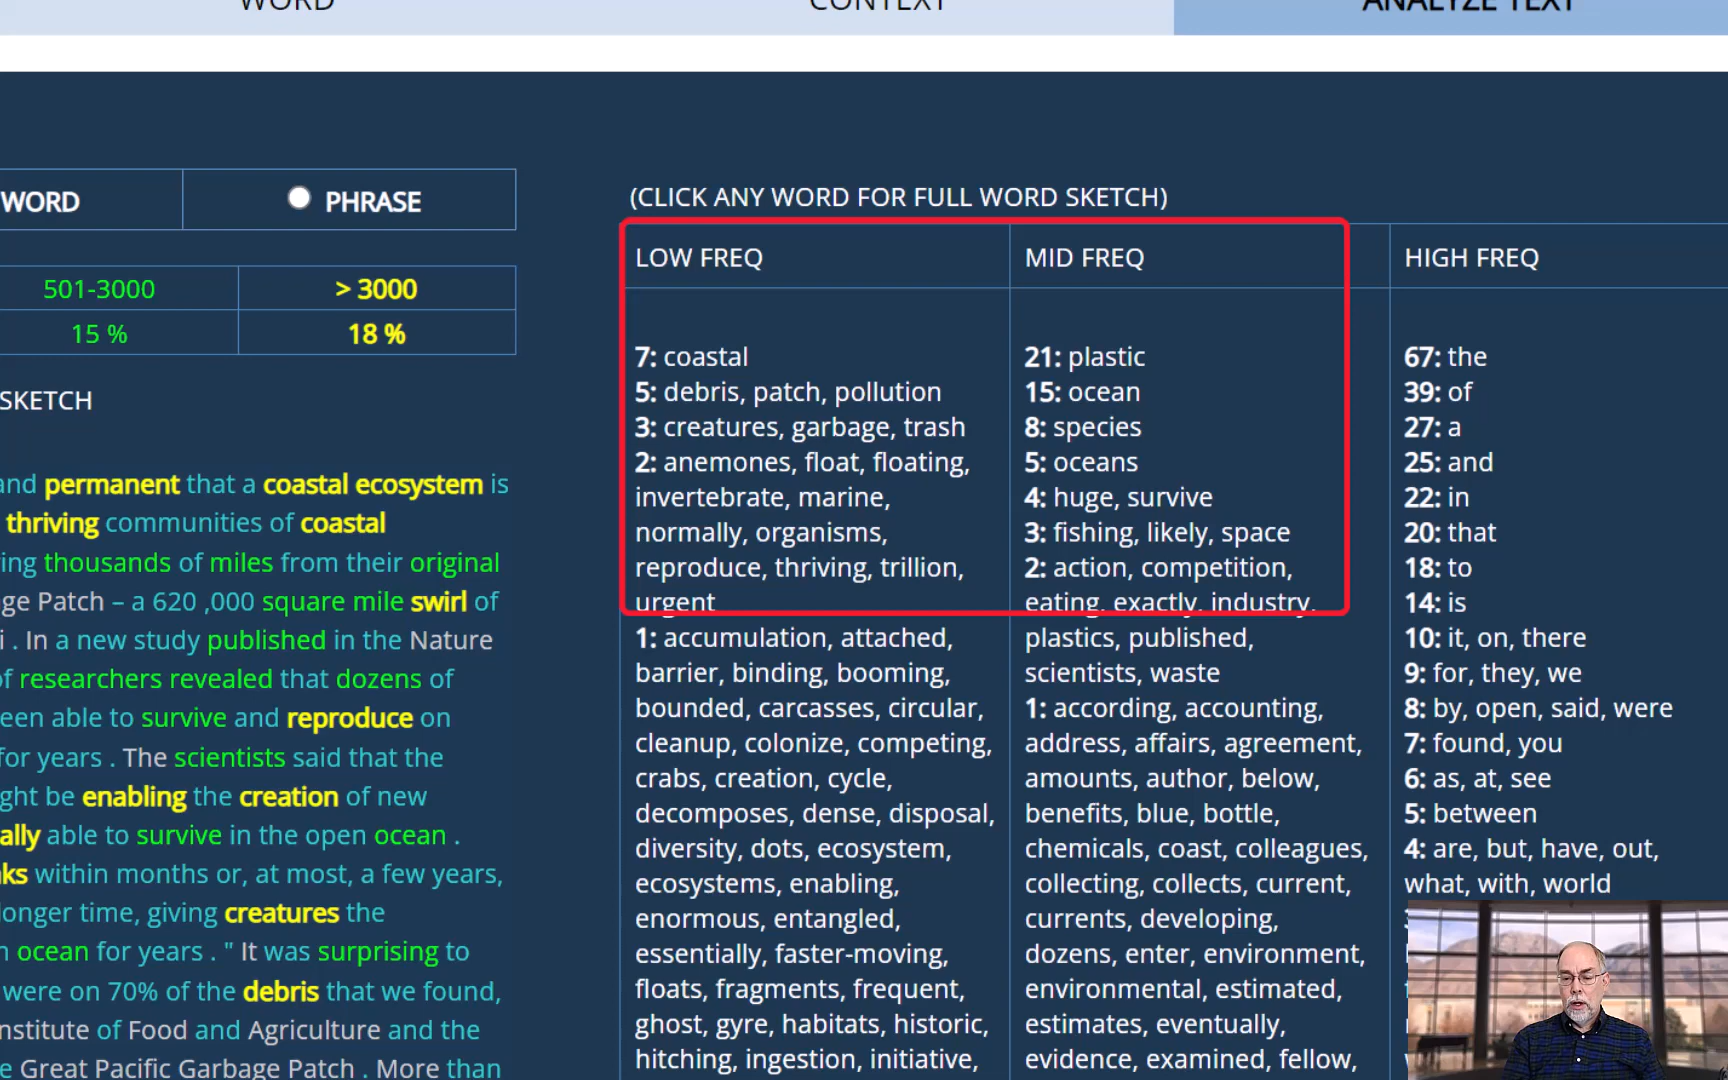 WORD
CONTEXT
ANALYZE TEXT
WORD
PHRASE
501-3000
> 3000
15 %
18 %
SKETCH
and permanent that a coastal ecosystem is
thriving communities of coastal
thousands of miles from their original
Patch – a 620 ,000 square mile swirl of
. In a new study published in the Nature
researchers revealed that dozens of
able to survive and reproduce on
for years . The scientists said that the
be enabling the creation of new
able to survive in the open ocean .
within months or, at most, a few years,
longer time, giving creatures the
ocean for years . " It was surprising to
were on 70% of the debris that we found,
of Food and Agriculture and the
Great Pacific Garbage Patch . More than
(CLICK ANY WORD FOR FULL WORD SKETCH)
LOW FREQ
7: coastal
5: debris, patch, pollution
3: creatures, garbage, trash
2: anemones, float, floating,
invertebrate, marine,
normally, organisms,
reproduce, thriving, trillion,
urgent
1: accumulation, attached,
barrier, binding, booming,
bounded, carcasses, circular,
cleanup, colonize, competing,
crabs, creation, cycle,
decomposes, dense, disposal,
diversity, dots, ecosystem,
ecosystems, enabling,
enormous, entangled,
essentially, faster-moving,
floats, fragments, frequent,
ghost, gyre, habitats, historic,
hitching, ingestion, initiative,
MID FREQ
21: plastic
15: ocean
8: species
5: oceans
4: huge, survive
3: fishing, likely, space
2: action, competition,
eating, exactly, industry,
plastics, published,
scientists, waste
1: according, accounting,
address, affairs, agreement,
amounts, author, below,
benefits, blue, bottle,
chemicals, coast, colleagues,
collecting, collects, current,
currents, developing,
dozens, enter, environment,
environmental, estimated,
estimates, eventually,
evidence, examined, fellow,
HIGH FREQ
67: the
39: of
27: a
25: and
22: in
20: that
18: to
14: is
10: it, on, there
9: for, they, we
8: by, open, said, were
7: found, you
6: as, at, see
5: between
4: are, but, have, out,
what, with, world